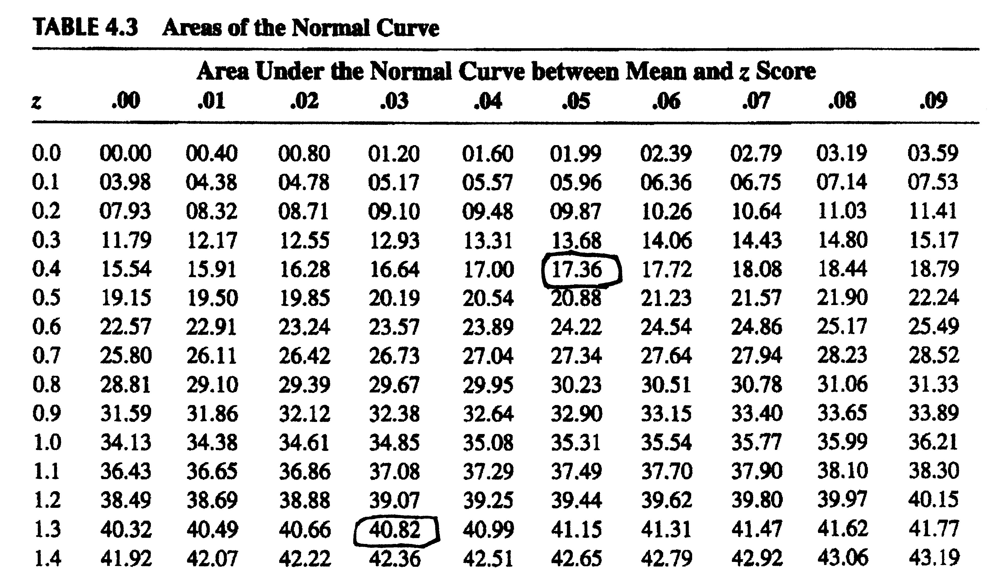 TABLE 4.3 Areas of the Normal Curve
Area Under the Normal Curve between Mean and z Score
z .00 .01 .02 .03 .04 .05 .06 .07 .08 .09
0.0 00.00 00.40 00.80 01.20 01.60 01.99 02.39 02.79 03.19 03.59
0.1 03.98 04.38 04.78 05.17 05.57 05.96 06.36 06.75 07.14 07.53
0.2 07.93 08.32 08.71 09.10 09.48 09.87 10.26 10.64 11.03 11.41
0.3 11.79 12.17 12.55 12.93 13.31 13.68 14.06 14.43 14.80 15.17
0.4 15.54 15.91 16.28 16.64 17.00 17.36 17.72 18.08 18.44 18.79
0.5 19.15 19.50 19.85 20.19 20.54 20.88 21.23 21.57 21.90 22.24
0.6 22.57 22.91 23.24 23.57 23.89 24.22 24.54 24.86 25.17 25.49
0.7 25.80 26.11 26.42 26.73 27.04 27.34 27.64 27.94 28.23 28.52
0.8 28.81 29.10 29.39 29.67 29.95 30.23 30.51 30.78 31.06 31.33
0.9 31.59 31.86 32.12 32.38 32.64 32.90 33.15 33.40 33.65 33.89
1.0 34.13 34.38 34.61 34.85 35.08 35.31 35.54 35.77 35.99 36.21
1.1 36.43 36.65 36.86 37.08 37.29 37.49 37.70 37.90 38.10 38.30
1.2 38.49 38.69 38.88 39.07 39.25 39.44 39.62 39.80 39.97 40.15
1.3 40.32 40.49 40.66 40.82 40.99 41.15 41.31 41.47 41.62 41.77
1.4 41.92 42.07 42.22 42.36 42.51 42.65 42.79 42.92 43.06 43.19